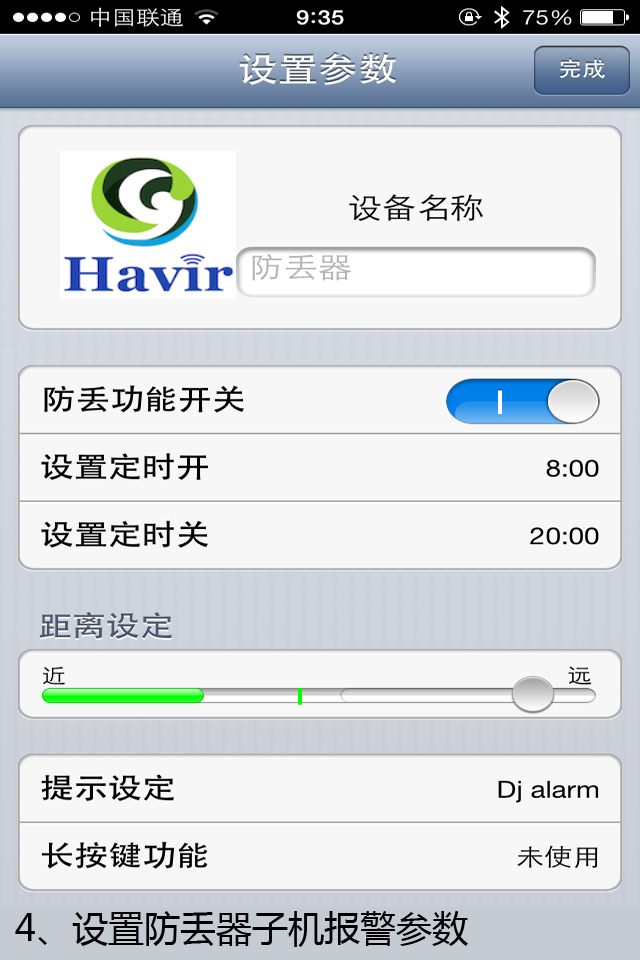 中国联通 9:35 75%
设置参数 完成
设备名称
Havir 防丢器
防丢功能开关
设置定时开 8:00
设置定时关 20:00
距离设定
近 远
提示设定 Dj alarm
长按键功能 未使用
4、设置防丢器子机报警参数